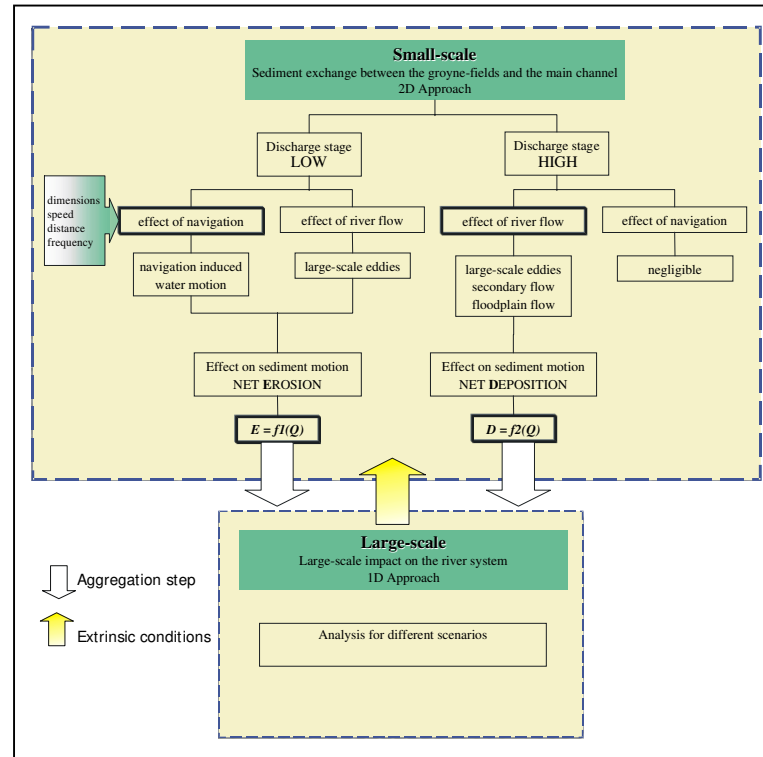 Small-scale
Sediment exchange between the groyne-fields and the main channel
2D Approach
Discharge stage
LOW
Discharge stage
HIGH
dimensions
speed
distance
frequency
effect of navigation
effect of river flow
effect of river flow
effect of navigation
navigation induced
water motion
large-scale eddies
large-scale eddies
secondary flow
floodplain flow
negligible
Effect on sediment motion
NET EROSION
Effect on sediment motion
NET DEPOSITION
E = f1(Q)
D = f2(Q)
Large-scale
Large-scale impact on the river system
1D Approach
Analysis for different scenarios
Aggregation step
Extrinsic conditions